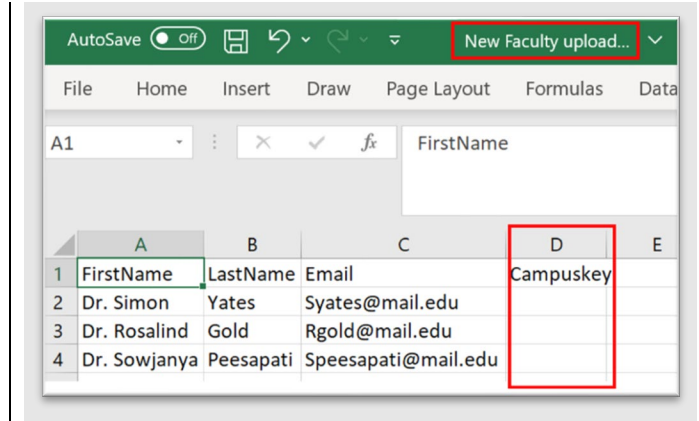 AutoSave Off New Faculty upload...
File Home Insert Draw Page Layout Formulas Data
A1 fx FirstName
A B C D E
1 FirstName LastName Email Campuskey
2 Dr. Simon Yates Syates@mail.edu
3 Dr. Rosalind Gold Rgold@mail.edu
4 Dr. Sowjanya Peesapati Speesapati@mail.edu